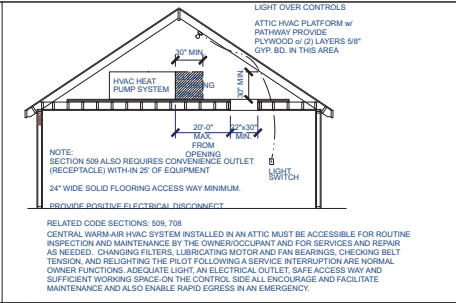 LIGHT OVER CONTROLS
ATTIC HVAC PLATFORM w/
PATHWAY PROVIDE
PLYWOOD o/ (2) LAYERS 5/8"
GYP. BD. IN THIS AREA
30" MIN.
HVAC HEAT
PUMP SYSTEM
30" MIN.
20'-0"
MAX.
FROM
OPENING
22"x30"
MIN.
LIGHT
SWITCH
NOTE:
SECTION 509 ALSO REQUIRES CONVENIENCE OUTLET
(RECEPTACLE) WITH-IN 25' OF EQUIPMENT
24" WIDE SOLID FLOORING ACCESS WAY MINIMUM.
PROVIDE POSITIVE ELECTRICAL DISCONNECT
RELATED CODE SECTIONS: 509, 708
CENTRAL WARM-AIR HVAC SYSTEM INSTALLED IN AN ATTIC MUST BE ACCESSIBLE FOR ROUTINE
INSPECTION AND MAINTENANCE BY THE OWNER/OCCUPANT AND FOR SERVICES AND REPAIR
AS NEEDED. CHANGING FILTERS, LUBRICATING MOTOR AND FAN BEARINGS, CHECKING BELT
TENSION, AND RELIGHTING THE PILOT FOLLOWING A SERVICE INTERRUPTION ARE NORMAL
OWNER FUNCTIONS. ADEQUATE LIGHT, AN ELECTRICAL OUTLET, SAFE ACCESS WAY AND
SUFFICIENT WORKING SPACE-ON THE CONTROL SIDE ALL ENCOURAGE AND FACILITATE
MAINTENANCE AND ALSO ENABLE RAPID EGRESS IN AN EMERGENCY.